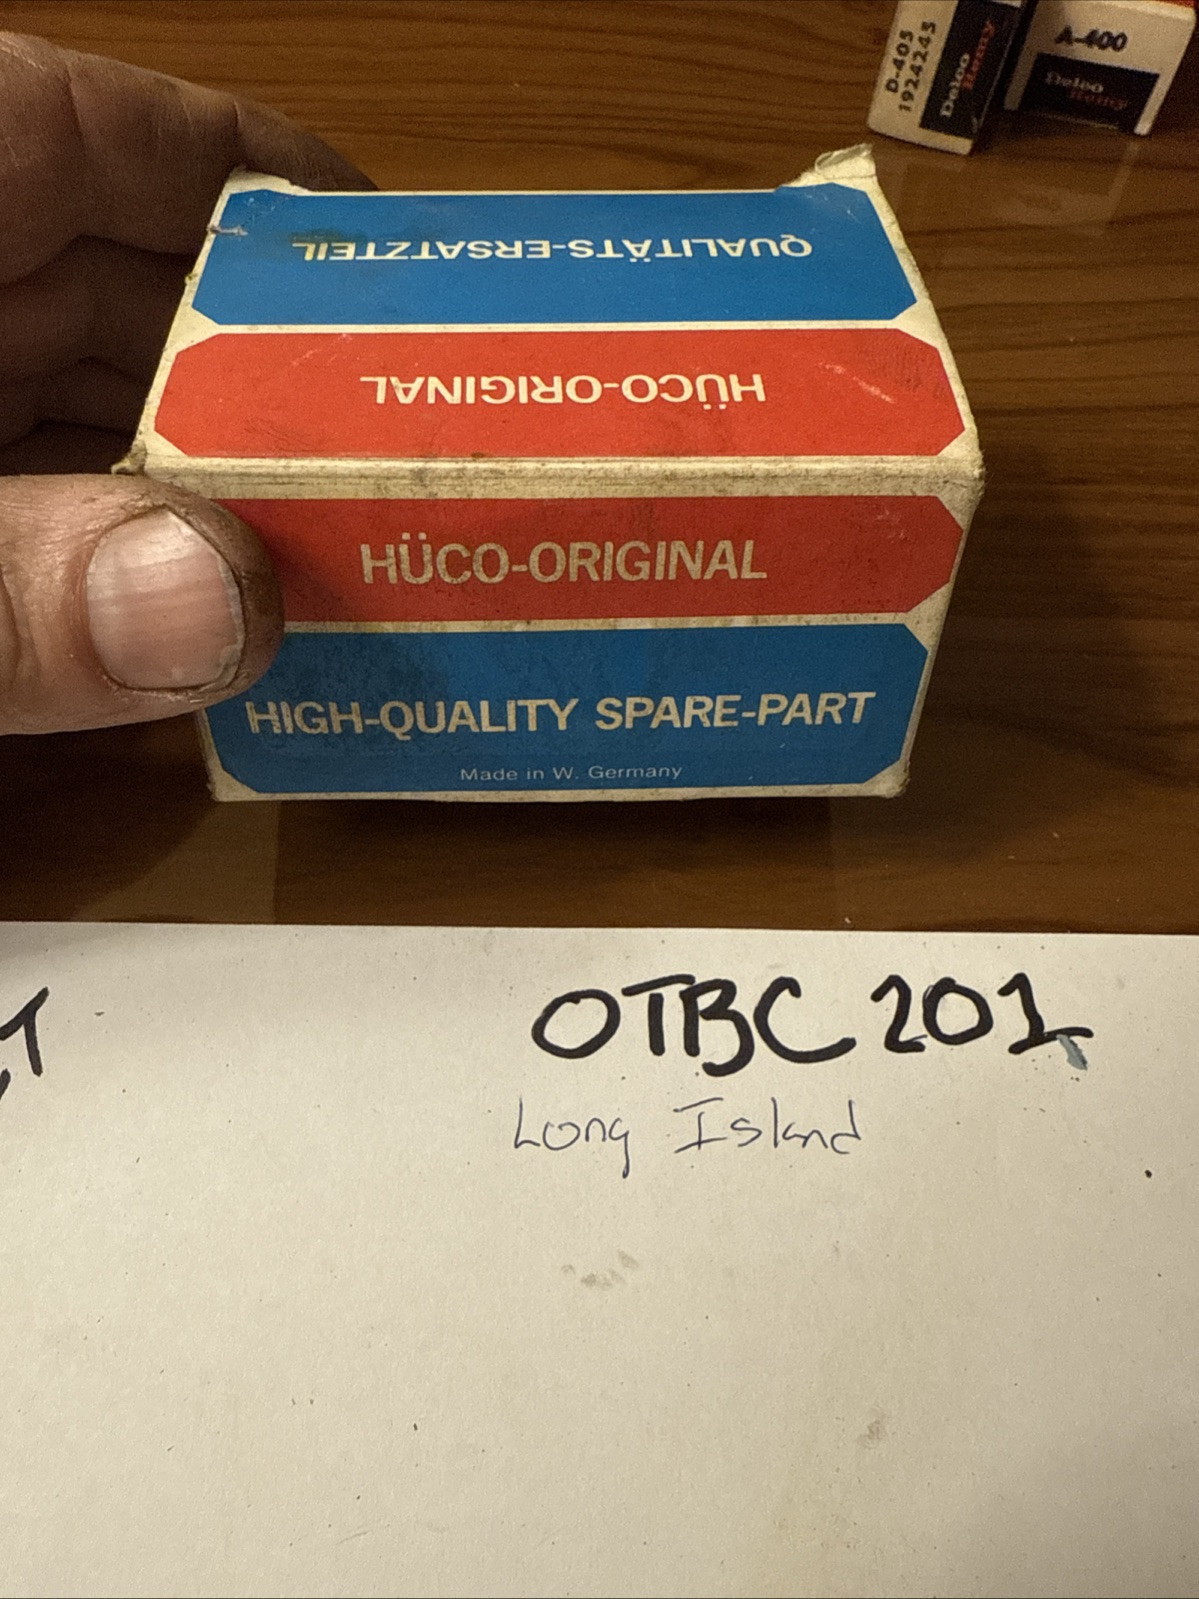 D-405
1924245
Delco
Remy
A-400
Delco
Remy
QUALITÄTS-ERSATZTEIL
HÜCO-ORIGINAL
HÜCO-ORIGINAL
HIGH-QUALITY SPARE-PART
Made in W. Germany
OTBC 201
Long Island